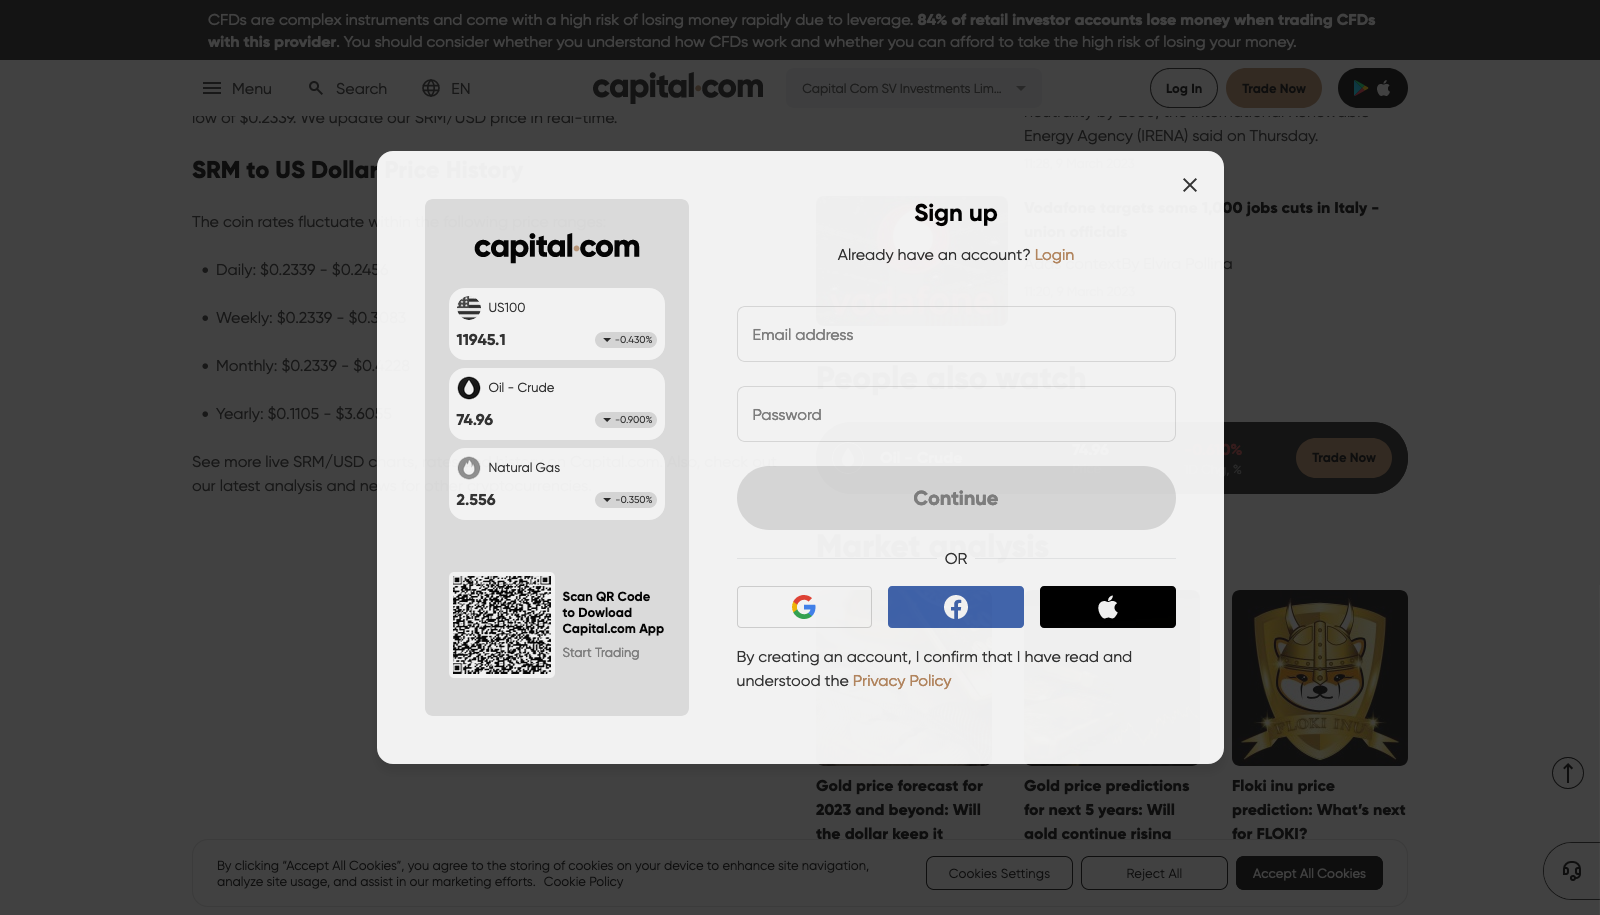 CFDs are complex instruments and come with a high risk of losing money rapidly due to leverage. 84% of retail investor accounts lose money when trading CFDs
with this provider. You should consider whether you understand how CFDs work and whether you can afford to take the high risk of losing your money.
Menu
Search
EN
capital.com
Capital Com SV Investments Lim...
Log In
Trade Now
low of $0.2339. We update our SRM/USD price in real-time.
neutrality by 2050, the International Renewable
Energy Agency (IRENA) said on Thursday.
SRM to US Dollar Price History
The coin rates fluctuate
Daily: $0.2339 - $0.245
Weekly: $0.2339 - $0.3
Monthly: $0.2339 - $0.
Yearly: $0.1105 - $3.605
See more live SRM/USD
our latest analysis and
Vodafone targets some 1,000 jobs cuts in Italy -
union officials
People also watch
Oil - Crude
Trade Now
Market analysis
capital.com
US100
11945.1
-0.430%
Oil - Crude
74.96
-0.900%
Natural Gas
2.556
-0.350%
Scan QR Code
to Dowload
Capital.com App
Start Trading
Sign up
Already have an account? Login
Email address
Password
Continue
OR
By creating an account, I confirm that I have read and
understood the Privacy Policy
FLOKI INU
Gold price forecast for
2023 and beyond: Will
the dollar keep it
Gold price predictions
for next 5 years: Will
gold continue rising
Floki inu price
prediction: What's next
for FLOKI?
By clicking “Accept All Cookies”, you agree to the storing of cookies on your device to enhance site navigation,
analyze site usage, and assist in our marketing efforts. Cookie Policy
Cookies Settings
Reject All
Accept All Cookies